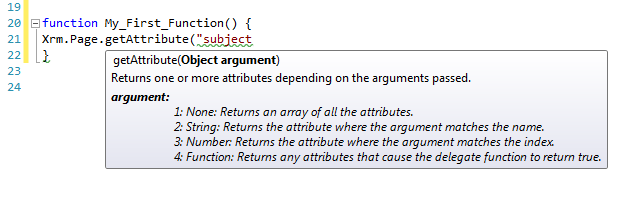 19
20 function My_First_Function() {
21 Xrm.Page.getAttribute("subject
22 }
getAttribute(Object argument)
23 Returns one or more attributes depending on the arguments passed.
24 argument:
1: None: Returns an array of all the attributes.
2: String: Returns the attribute where the argument matches the name.
3: Number: Returns the attribute where the argument matches the index.
4: Function: Returns any attributes that cause the delegate function to return true.